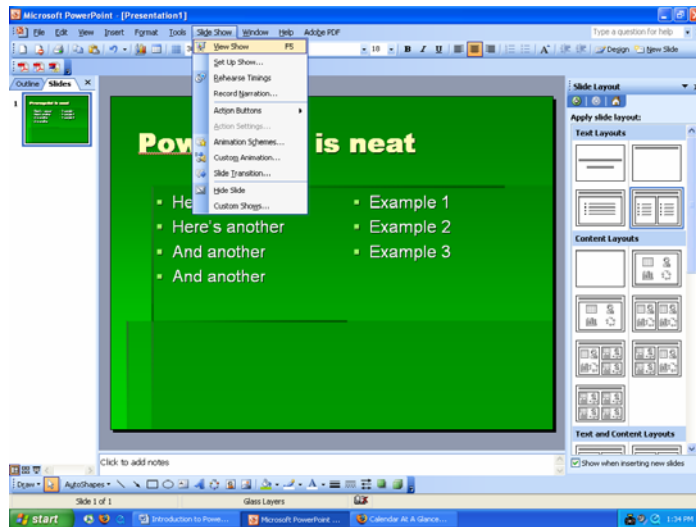 Microsoft PowerPoint - [Presentation1]
File Edit View Insert Format Tools Slide Show Window Help Adobe PDF
Type a question for help
18 B I U S A Design New Slide
View Show F5
Set Up Show...
Rehearse Timings
Record Narration...
Action Buttons
Action Settings...
Animation Schemes...
Custom Animation...
Slide Transition...
Hide Slide
Custom Shows...
Outline Slides
1
Powerpoint is neat
Pow is neat
He
Here's another
And another
And another
Example 1
Example 2
Example 3
Slide Layout
Apply slide layout:
Text Layouts
Content Layouts
Text and Content Layouts
Show when inserting new slides
Click to add notes
Draw AutoShapes
Slide 1 of 1 Glass Layers
start Introduction to Powe... Microsoft PowerPoint ... Calendar At A Glance... 1:34 PM